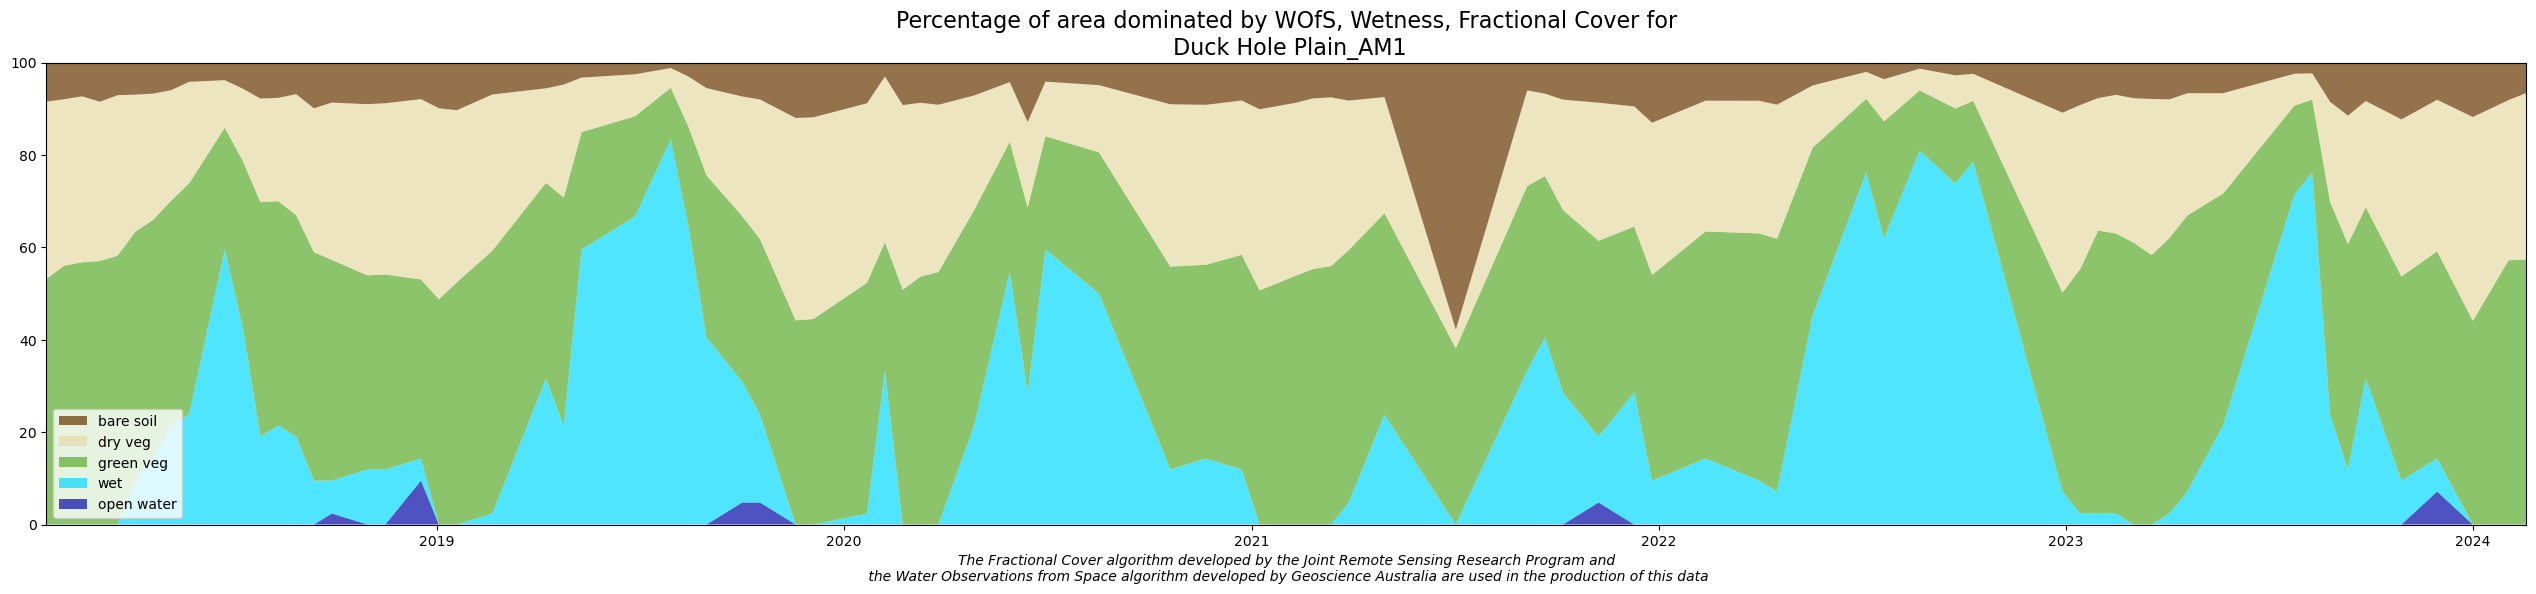 Percentage of area dominated by WOfS, Wetness, Fractional Cover for
Duck Hole Plain_AM1
100
80
60
40
20
0
bare soil
dry veg
green veg
wet
open water
2019
2020
2021
2022
2023
2024
The Fractional Cover algorithm developed by the Joint Remote Sensing Research Program and
the Water Observations from Space algorithm developed by Geoscience Australia are used in the production of this data